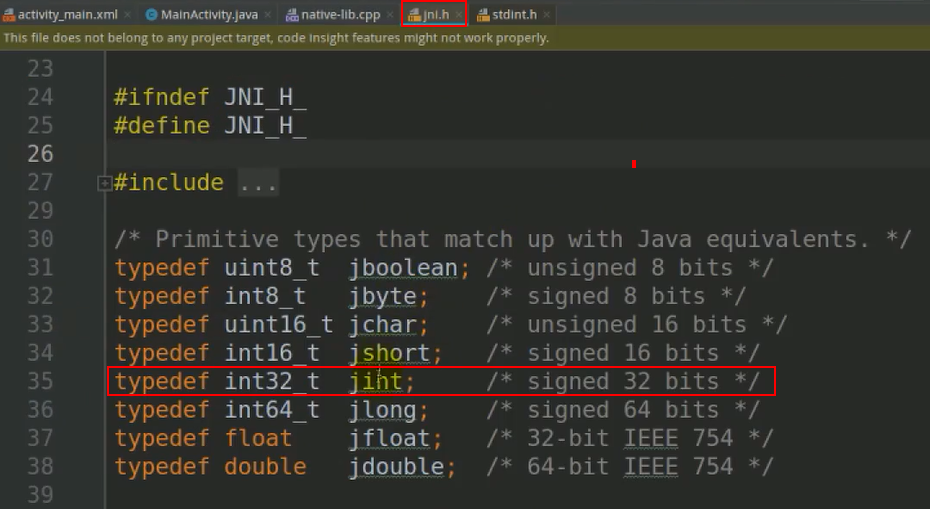 activity_main.xml MainActivity.java native-lib.cpp jni.h stdint.h
This file does not belong to any project target, code insight features might not work properly.
23
24 #ifndef JNI_H_
25 #define JNI_H_
26
27 #include ...
29
30 /* Primitive types that match up with Java equivalents. */
31 typedef uint8_t jboolean; /* unsigned 8 bits */
32 typedef int8_t jbyte; /* signed 8 bits */
33 typedef uint16_t jchar; /* unsigned 16 bits */
34 typedef int16_t jshort; /* signed 16 bits */
35 typedef int32_t jint; /* signed 32 bits */
36 typedef int64_t jlong; /* signed 64 bits */
37 typedef float jfloat; /* 32-bit IEEE 754 */
38 typedef double jdouble; /* 64-bit IEEE 754 */
39